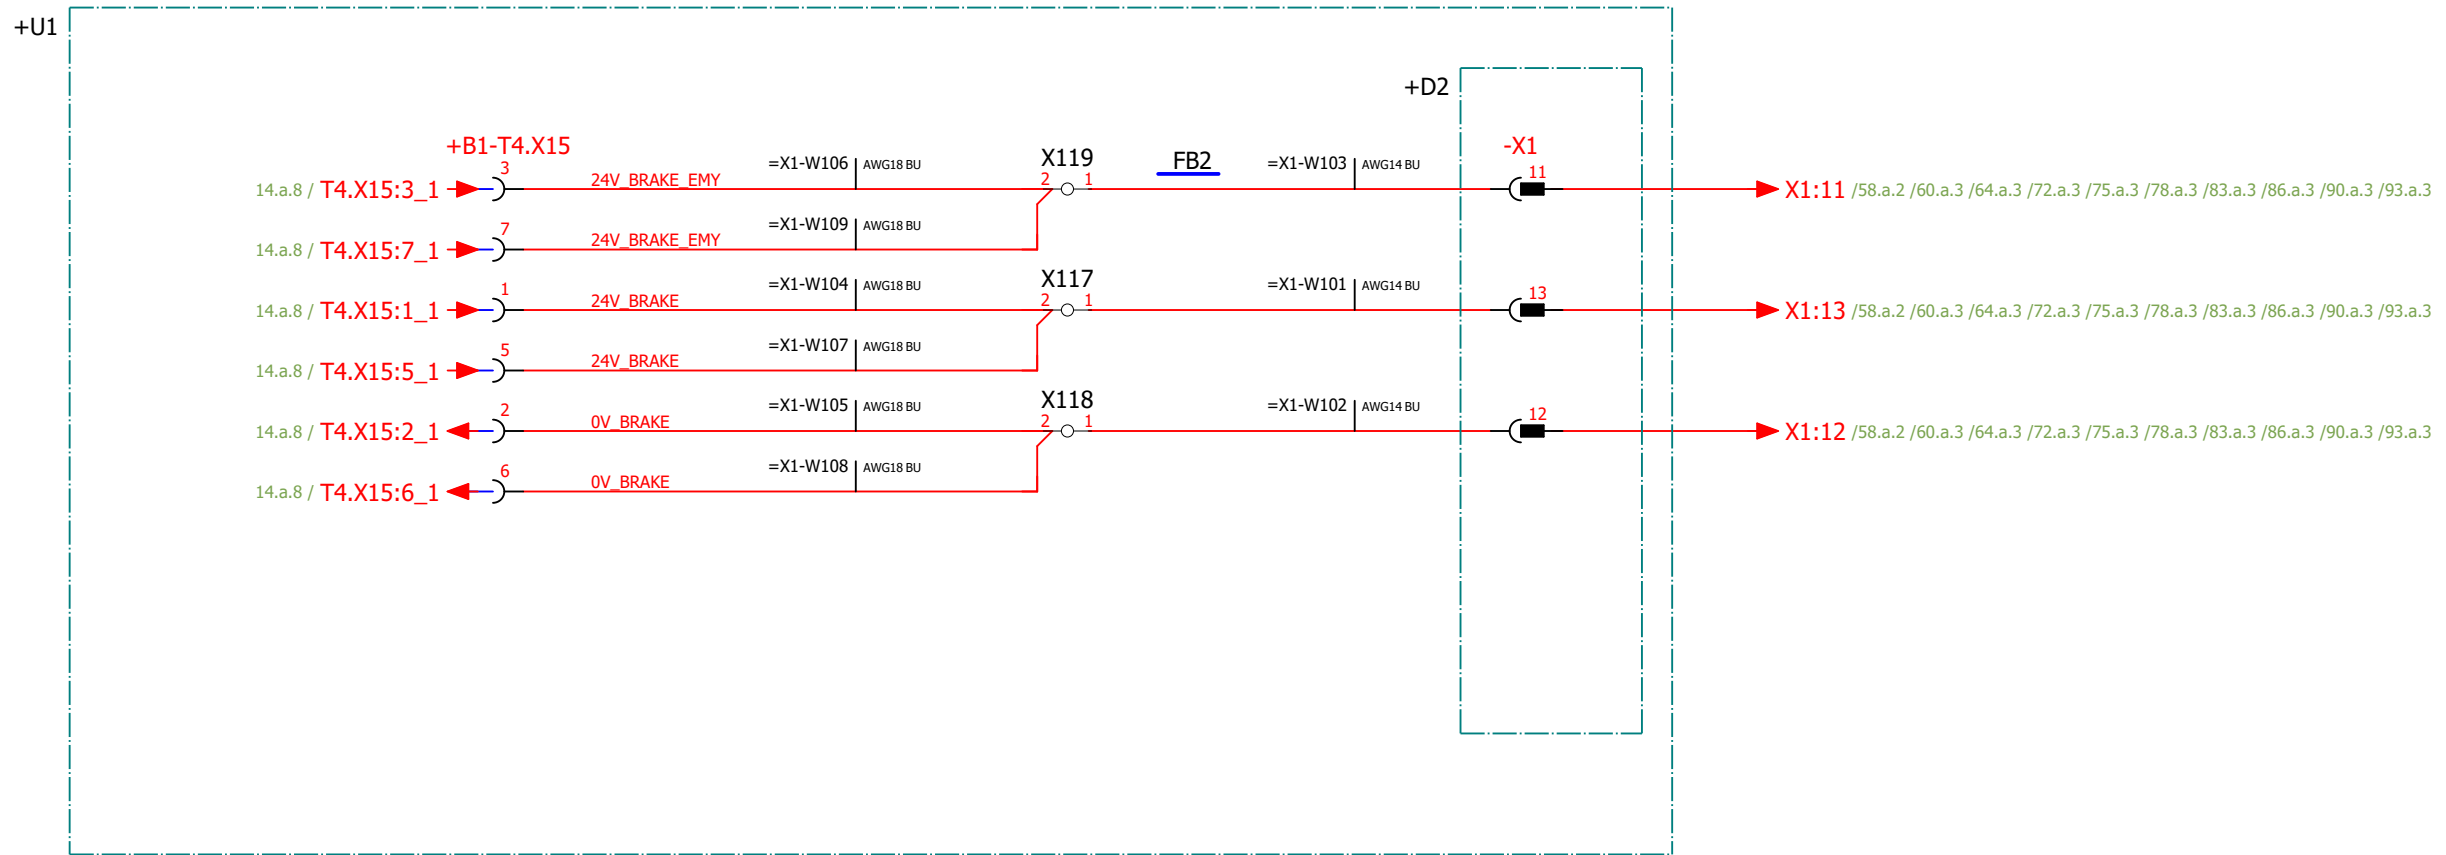 +U1
+D2
+B1-T4.X15
-X1
14.a.8 / T4.X15:3_1 3 24V_BRAKE_EMY =X1-W106 AWG18 BU X119 2 1 FB2 =X1-W103 AWG14 BU 11 X1:11 /58.a.2 /60.a.3 /64.a.3 /72.a.3 /75.a.3 /78.a.3 /83.a.3 /86.a.3 /90.a.3 /93.a.3
14.a.8 / T4.X15:7_1 7 24V_BRAKE_EMY =X1-W109 AWG18 BU
14.a.8 / T4.X15:1_1 1 24V_BRAKE =X1-W104 AWG18 BU X117 2 1 =X1-W101 AWG14 BU 13 X1:13 /58.a.2 /60.a.3 /64.a.3 /72.a.3 /75.a.3 /78.a.3 /83.a.3 /86.a.3 /90.a.3 /93.a.3
14.a.8 / T4.X15:5_1 5 24V_BRAKE =X1-W107 AWG18 BU
14.a.8 / T4.X15:2_1 2 0V_BRAKE =X1-W105 AWG18 BU X118 2 1 =X1-W102 AWG14 BU 12 X1:12 /58.a.2 /60.a.3 /64.a.3 /72.a.3 /75.a.3 /78.a.3 /83.a.3 /86.a.3 /90.a.3 /93.a.3
14.a.8 / T4.X15:6_1 6 0V_BRAKE =X1-W108 AWG18 BU